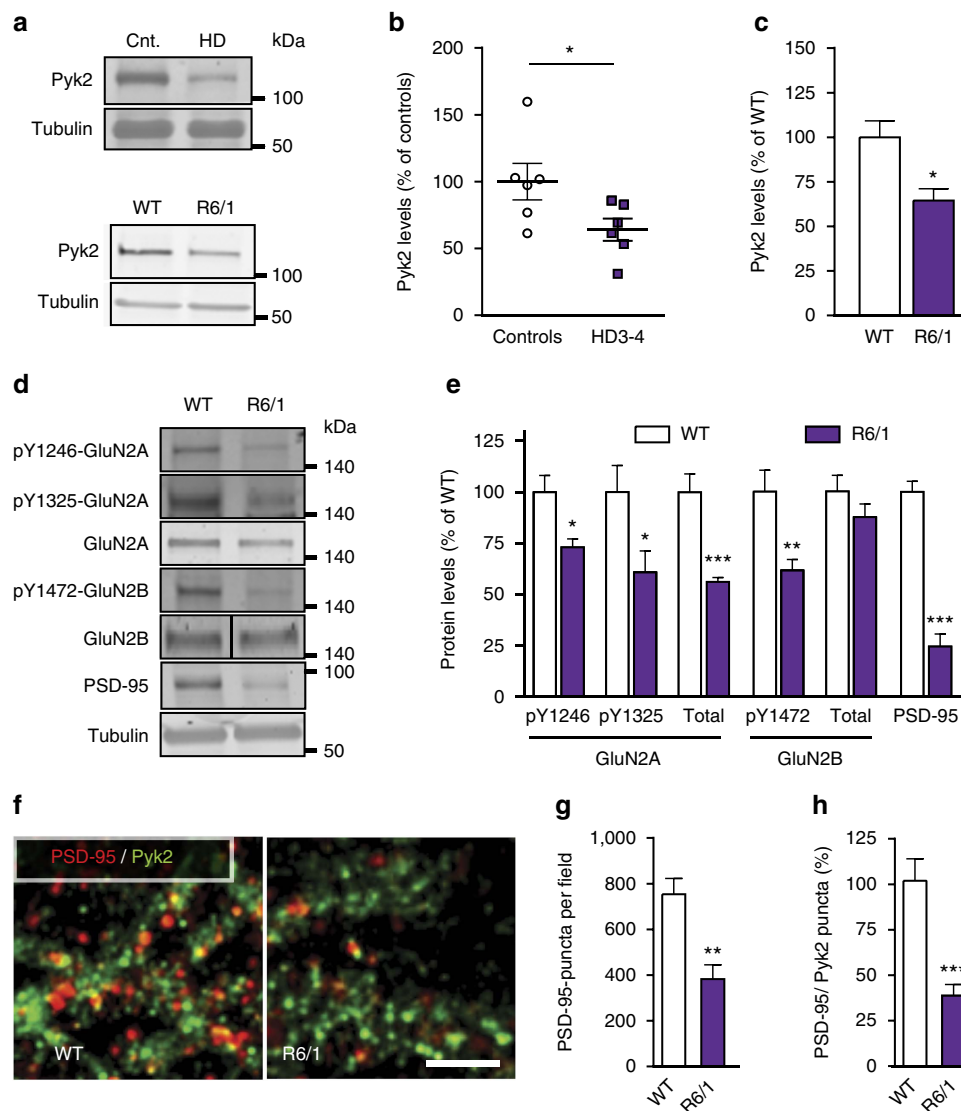 a
Cnt. HD kDa
Pyk2
100
Tubulin
50
WT R6/1
Pyk2
100
Tubulin
50
b
*
Pyk2 levels (% of controls)
200
150
100
50
0
Controls HD3-4
c
Pyk2 levels (% of WT)
150
125
100
75
50
25
0
*
WT R6/1
d
WT R6/1
kDa
pY1246-GluN2A
140
pY1325-GluN2A
140
GluN2A
140
pY1472-GluN2B
140
GluN2B
140
100
PSD-95
Tubulin
50
e
WT R6/1
Protein levels (% of WT)
125
100
75
50
25
0
* * *** ** ***
pY1246 pY1325 Total pY1472 Total PSD-95
GluN2A GluN2B
f
PSD-95 / Pyk2
WT
R6/1
g
PSD-95-puncta per field
1,000
800
600
400
200
0
**
WT R6/1
h
PSD-95/ Pyk2 puncta (%)
125
100
75
50
25
0
***
WT R6/1